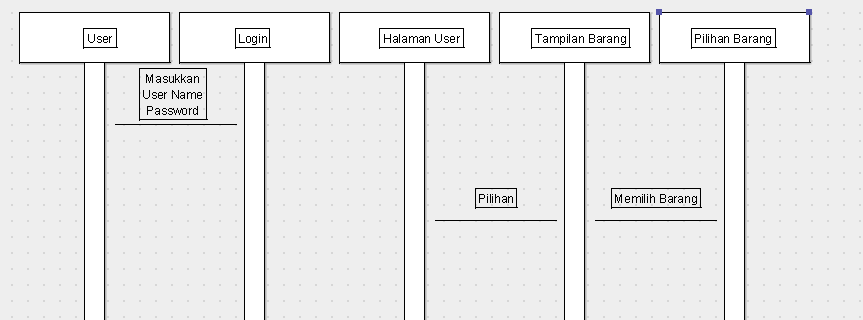 User
Login
Halaman User
Tampilan Barang
Pilihan Barang
Masukkan
User Name
Password
Pilihan
Memilih Barang